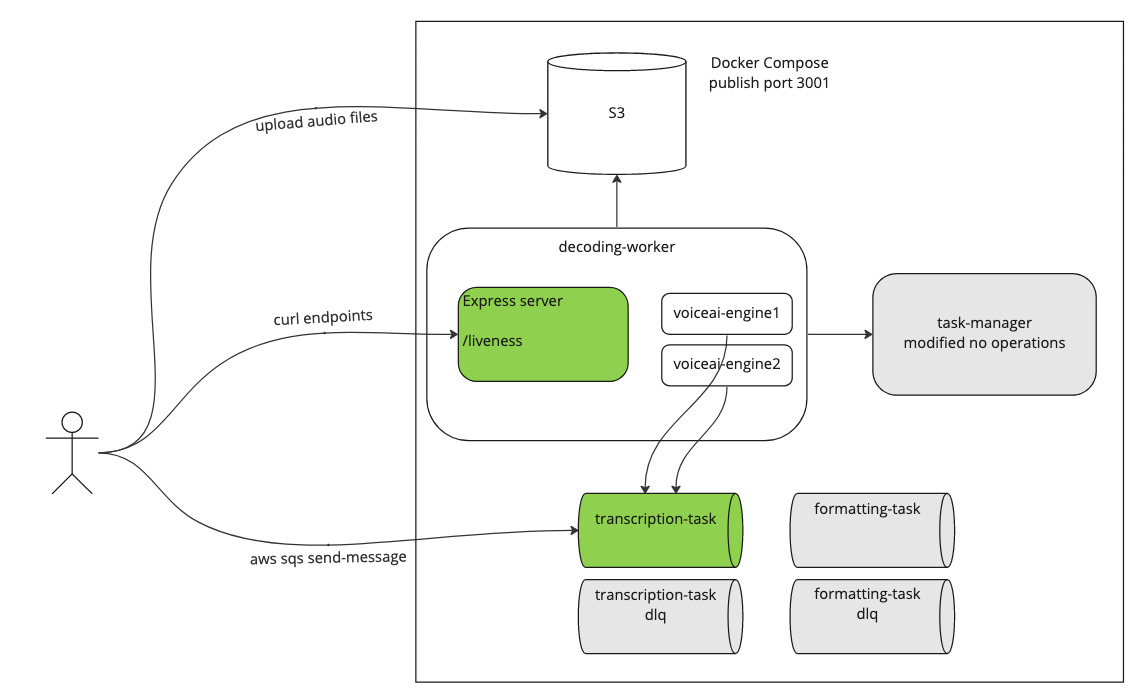 Docker Compose
publish port 3001
S3
upload audio files
decoding-worker
Express server
/liveness
voiceai-engine1
voiceai-engine2
curl endpoints
task-manager
modified no operations
transcription-task
formatting-task
aws sqs send-message
transcription-task
dlq
formatting-task
dlq